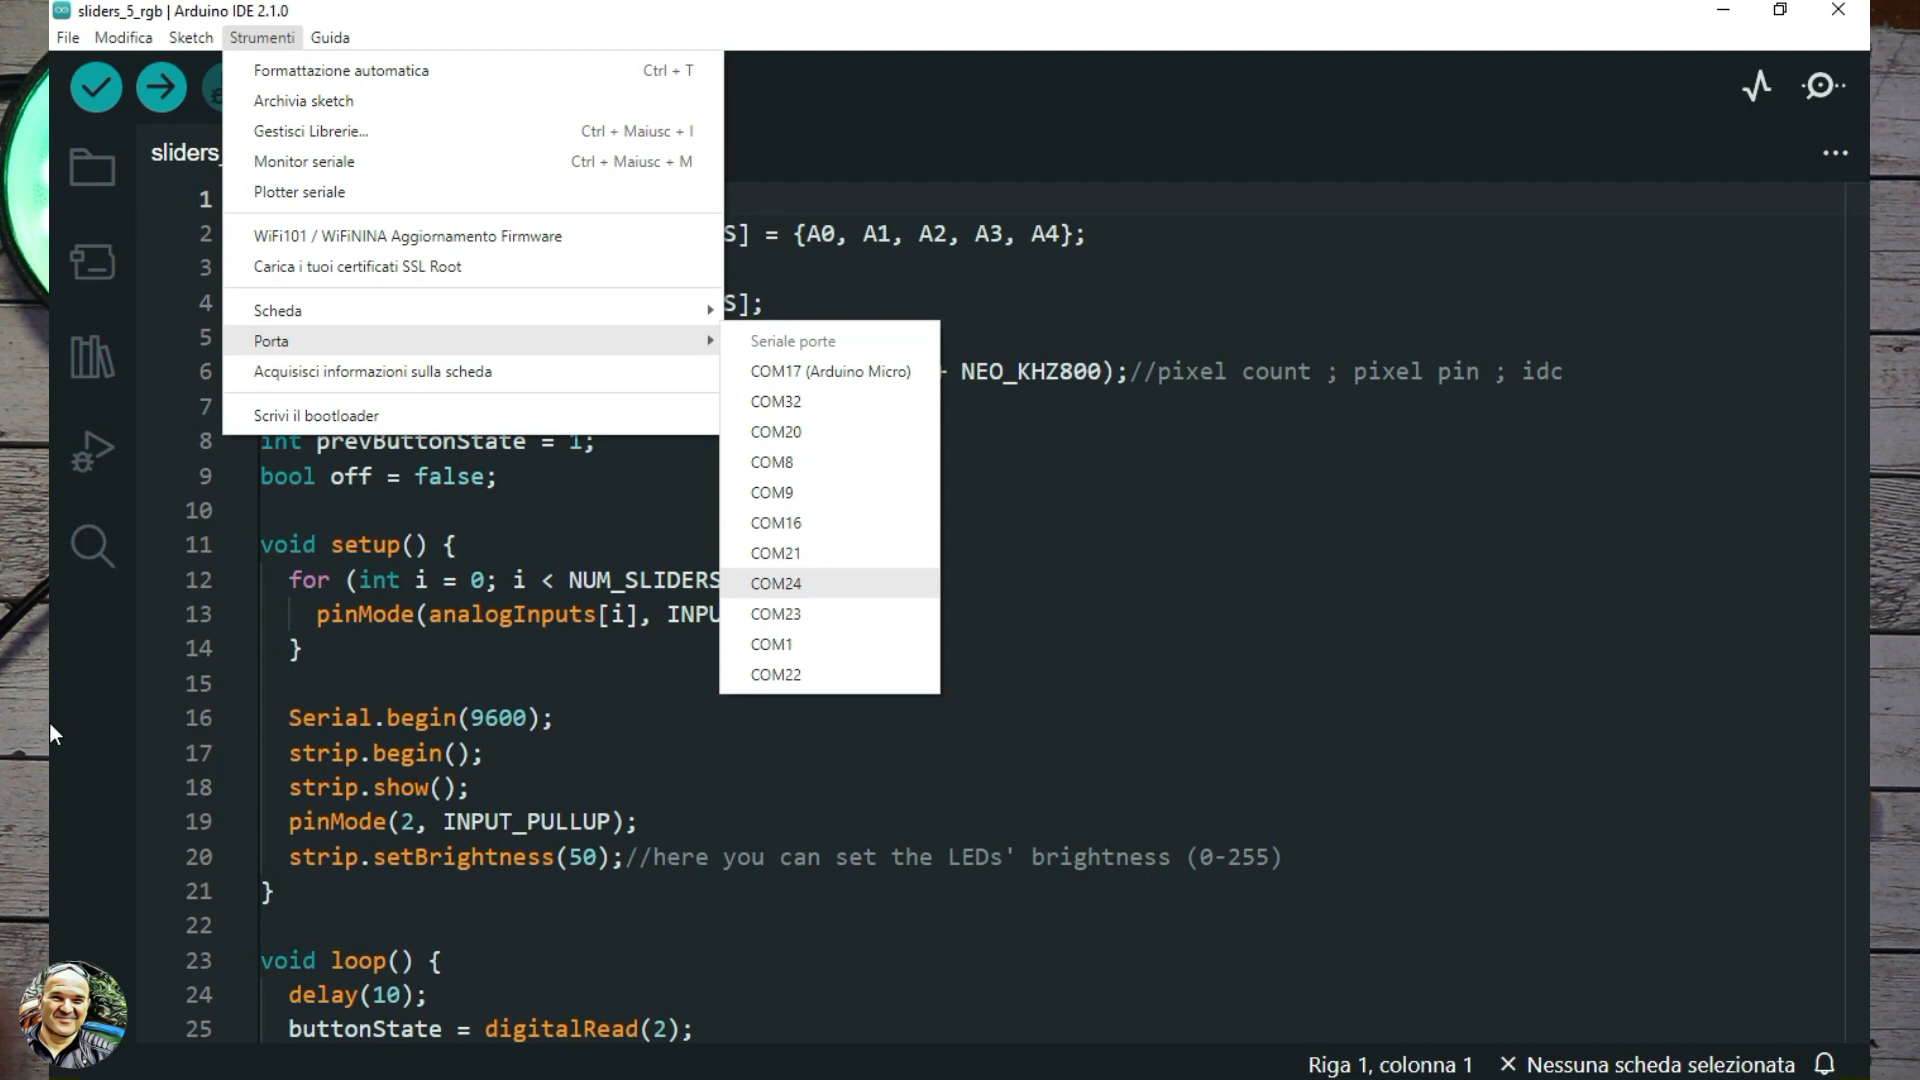 sliders_5_rgb | Arduino IDE 2.1.0
File Modifica Sketch Strumenti Guida
Formattazione automatica Ctrl + T
Archivia sketch
Gestisci Librerie... Ctrl + Maiusc + I
Monitor seriale Ctrl + Maiusc + M
Plotter seriale
WiFi101 / WiFiNINA Aggiornamento Firmware
Carica i tuoi certificati SSL Root
Scheda
Porta
Acquisisci informazioni sulla scheda
Scrivi il bootloader
Seriale porte
COM17 (Arduino Micro)
COM32
COM20
COM8
COM9
COM16
COM21
COM24
COM23
COM1
COM22
sliders_
1
2 S] = {A0, A1, A2, A3, A4};
3
4 S];
5
6 NEO_KHZ800);//pixel count ; pixel pin ; idc
7
8 int prevButtonState = 1;
9 bool off = false;
10
11 void setup() {
12 for (int i = 0; i < NUM_SLIDERS
13 pinMode(analogInputs[i], INPU
14 }
15
16 Serial.begin(9600);
17 strip.begin();
18 strip.show();
19 pinMode(2, INPUT_PULLUP);
20 strip.setBrightness(50);//here you can set the LEDs' brightness (0-255)
21 }
22
23 void loop() {
24 delay(10);
25 buttonState = digitalRead(2);
Riga 1, colonna 1 Nessuna scheda selezionata